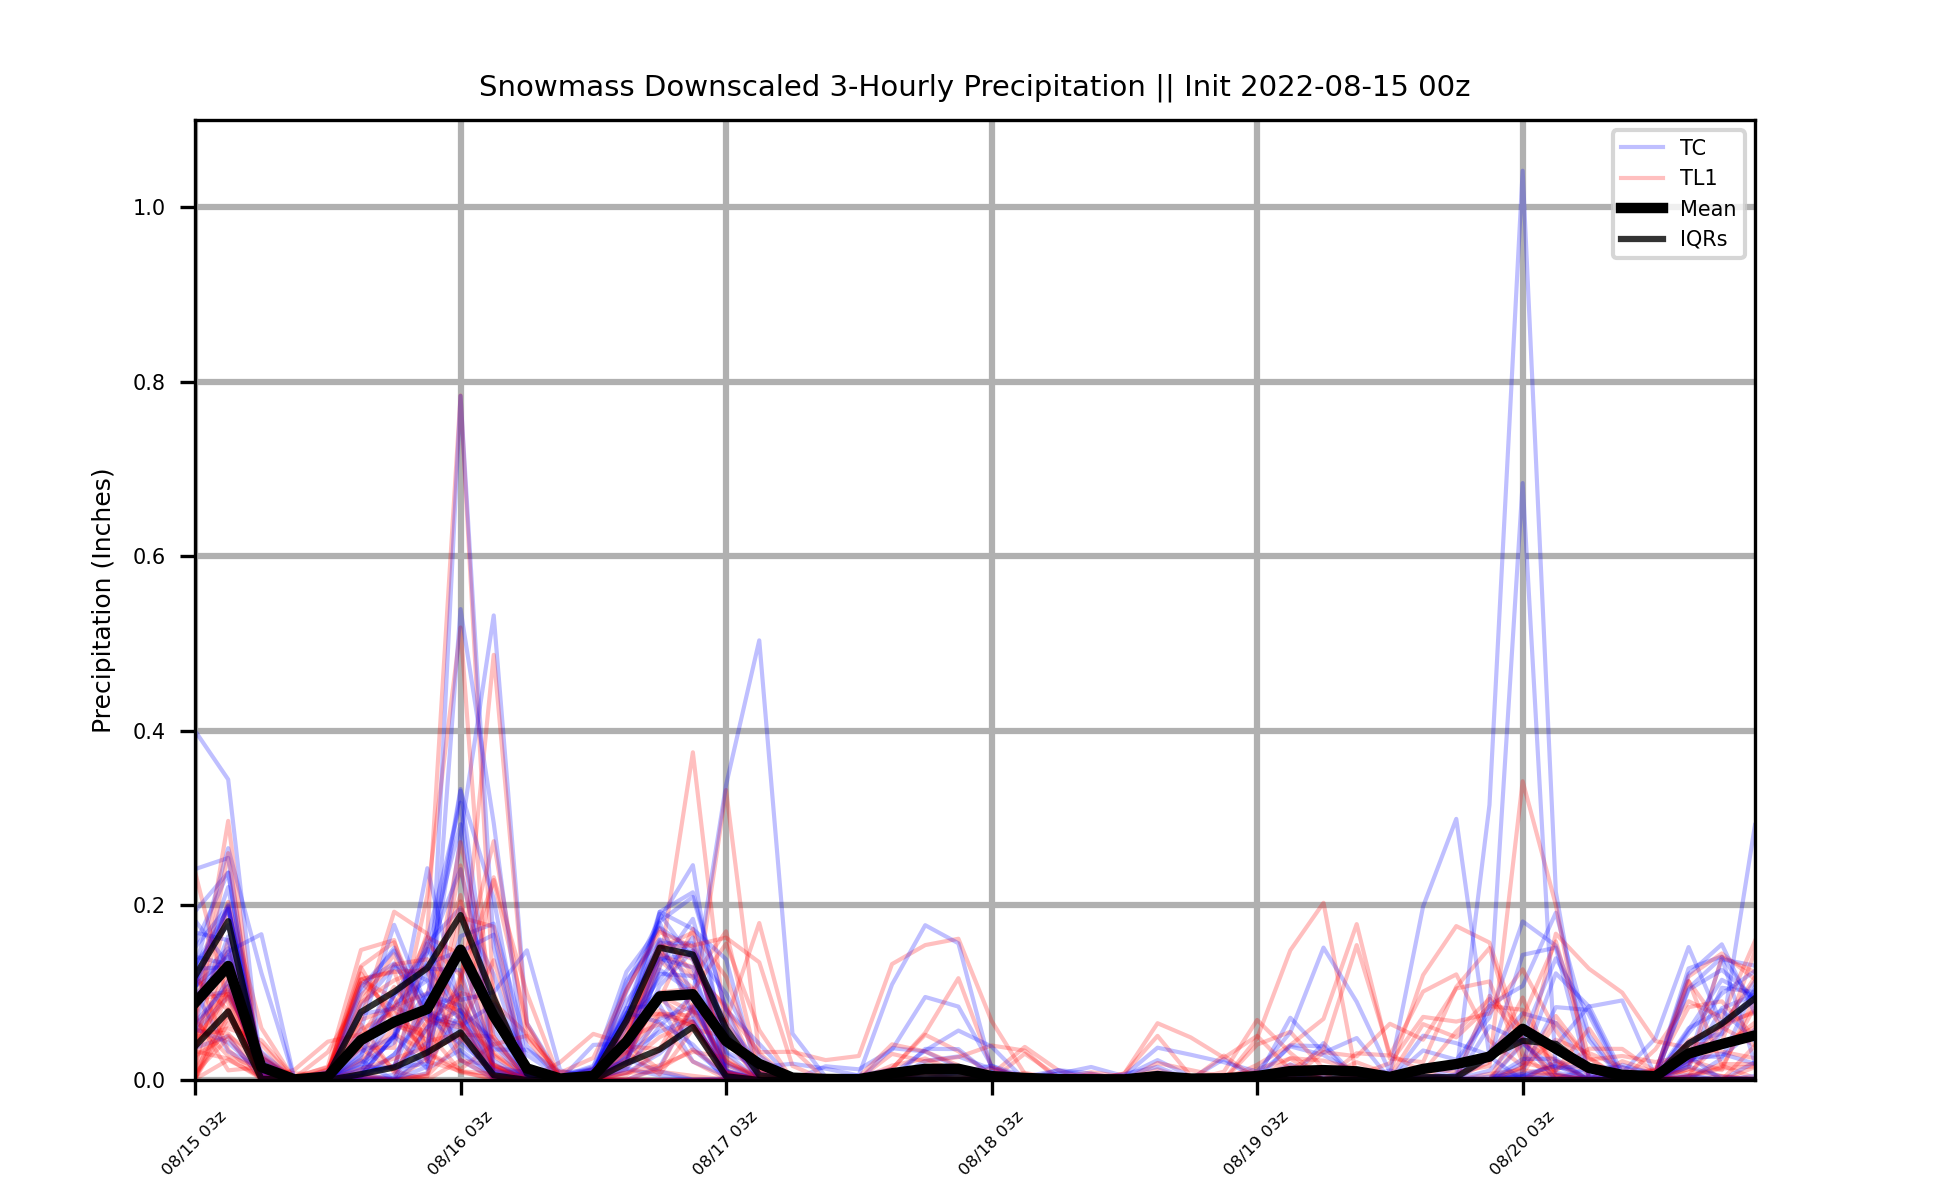 Snowmass Downscaled 3-Hourly Precipitation || Init 2022-08-15 00z
TC
TL1
Mean
IQRs
Precipitation (Inches)
1.0
0.8
0.6
0.4
0.2
0.0
08/15 03z
08/16 03z
08/17 03z
08/18 03z
08/19 03z
08/20 03z